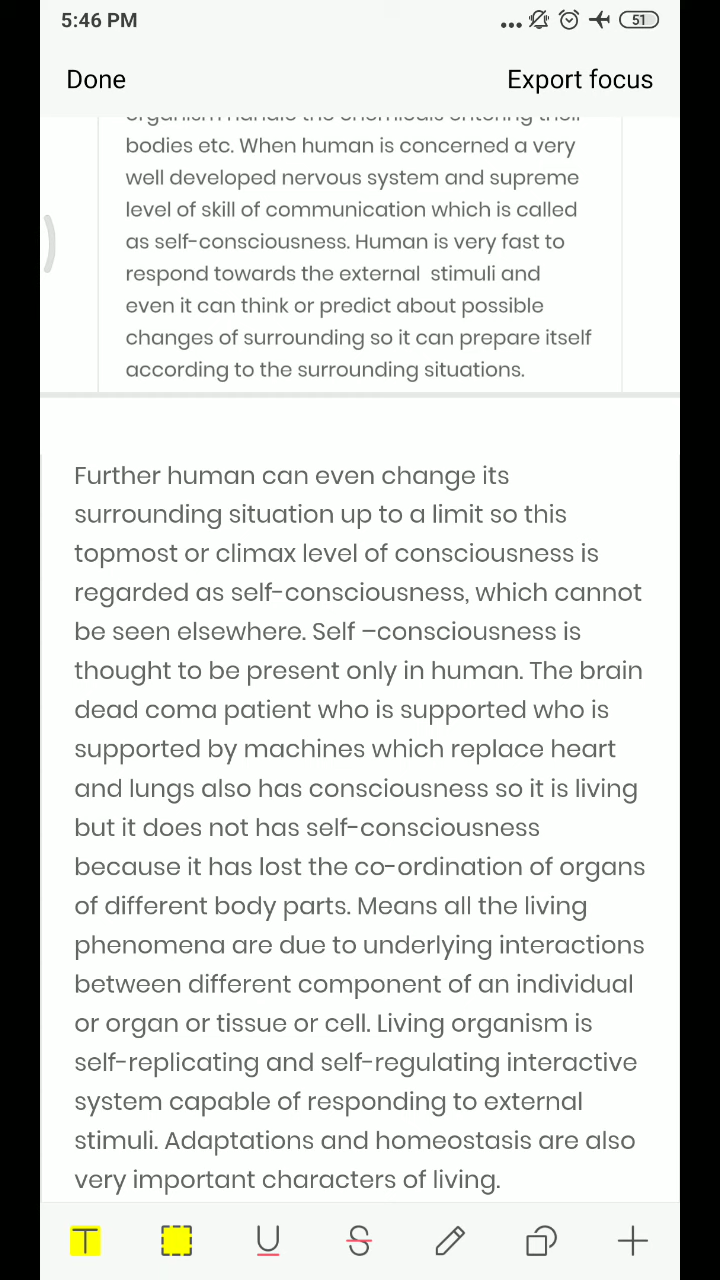 5:46 PM
51
Done
Export focus
organism handle the chemicals entering their
bodies etc. When human is concerned a very
well developed nervous system and supreme
level of skill of communication which is called
as self-consciousness. Human is very fast to
respond towards the external  stimuli and
even it can think or predict about possible
changes of surrounding so it can prepare itself
according to the surrounding situations.
Further human can even change its
surrounding situation up to a limit so this
topmost or climax level of consciousness is
regarded as self-consciousness, which cannot
be seen elsewhere. Self –consciousness is
thought to be present only in human. The brain
dead coma patient who is supported who is
supported by machines which replace heart
and lungs also has consciousness so it is living
but it does not has self-consciousness
because it has lost the co-ordination of organs
of different body parts. Means all the living
phenomena are due to underlying interactions
between different component of an individual
or organ or tissue or cell. Living organism is
self-replicating and self-regulating interactive
system capable of responding to external
stimuli. Adaptations and homeostasis are also
very important characters of living.
T
U
S